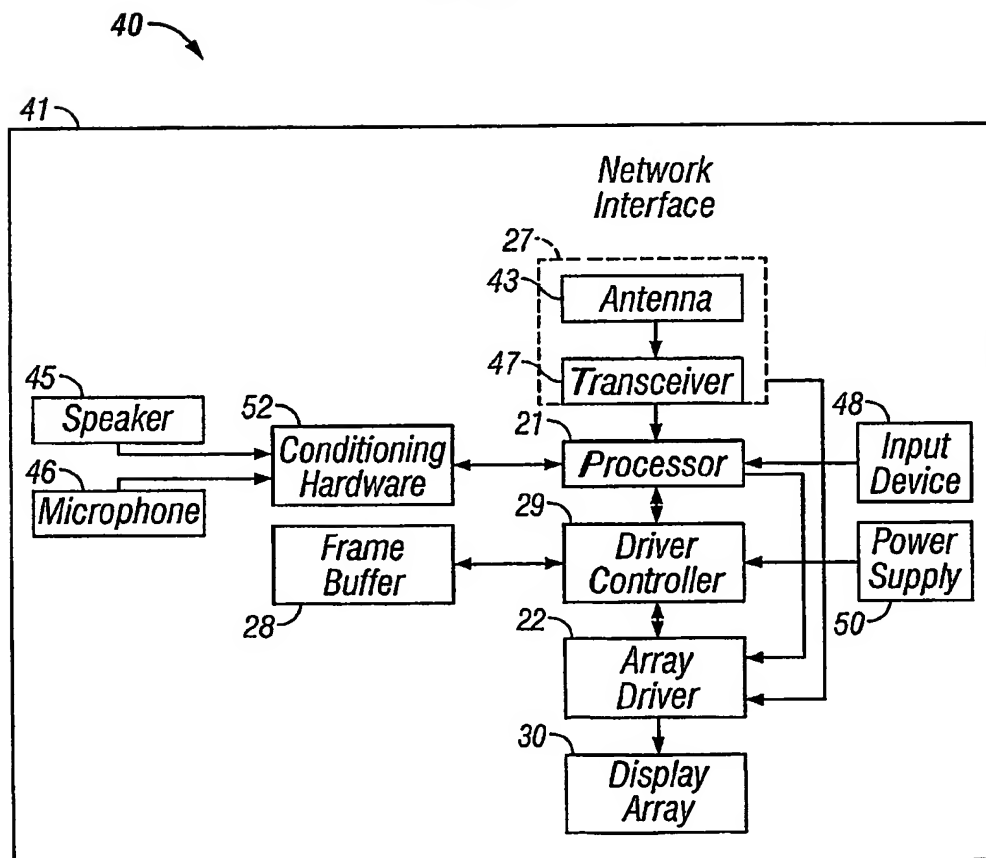 40
41
Network
Interface
27
43
Antenna
47
Transceiver
45
Speaker
52
Conditioning
Hardware
21
Processor
48
Input
Device
46
Microphone
29
Driver
Controller
Frame
Buffer
28
Power
Supply
50
22
Array
Driver
30
Display
Array